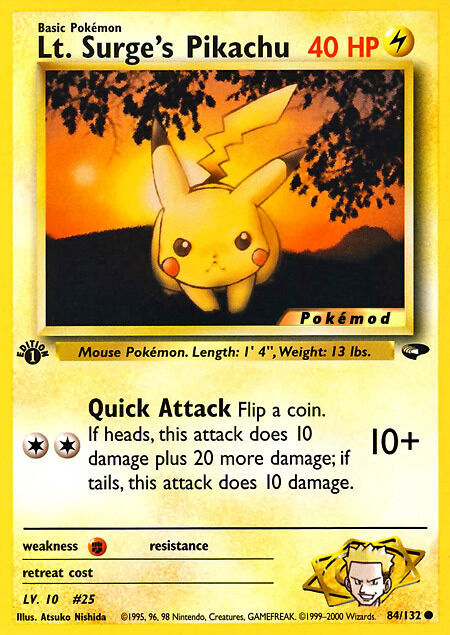 Basic Pokémon
Lt. Surge's Pikachu 40 HP
Pokémod
EDITION 1
Mouse Pokémon. Length: 1' 4", Weight: 13 lbs.
Quick Attack Flip a coin.
If heads, this attack does 10
damage plus 20 more damage; if
tails, this attack does 10 damage.
10+
weakness resistance
retreat cost
LV. 10 #25
Illus. Atsuko Nishida ©1995, 96, 98 Nintendo, Creatures, GAMEFREAK. ©1999-2000 Wizards. 84/132